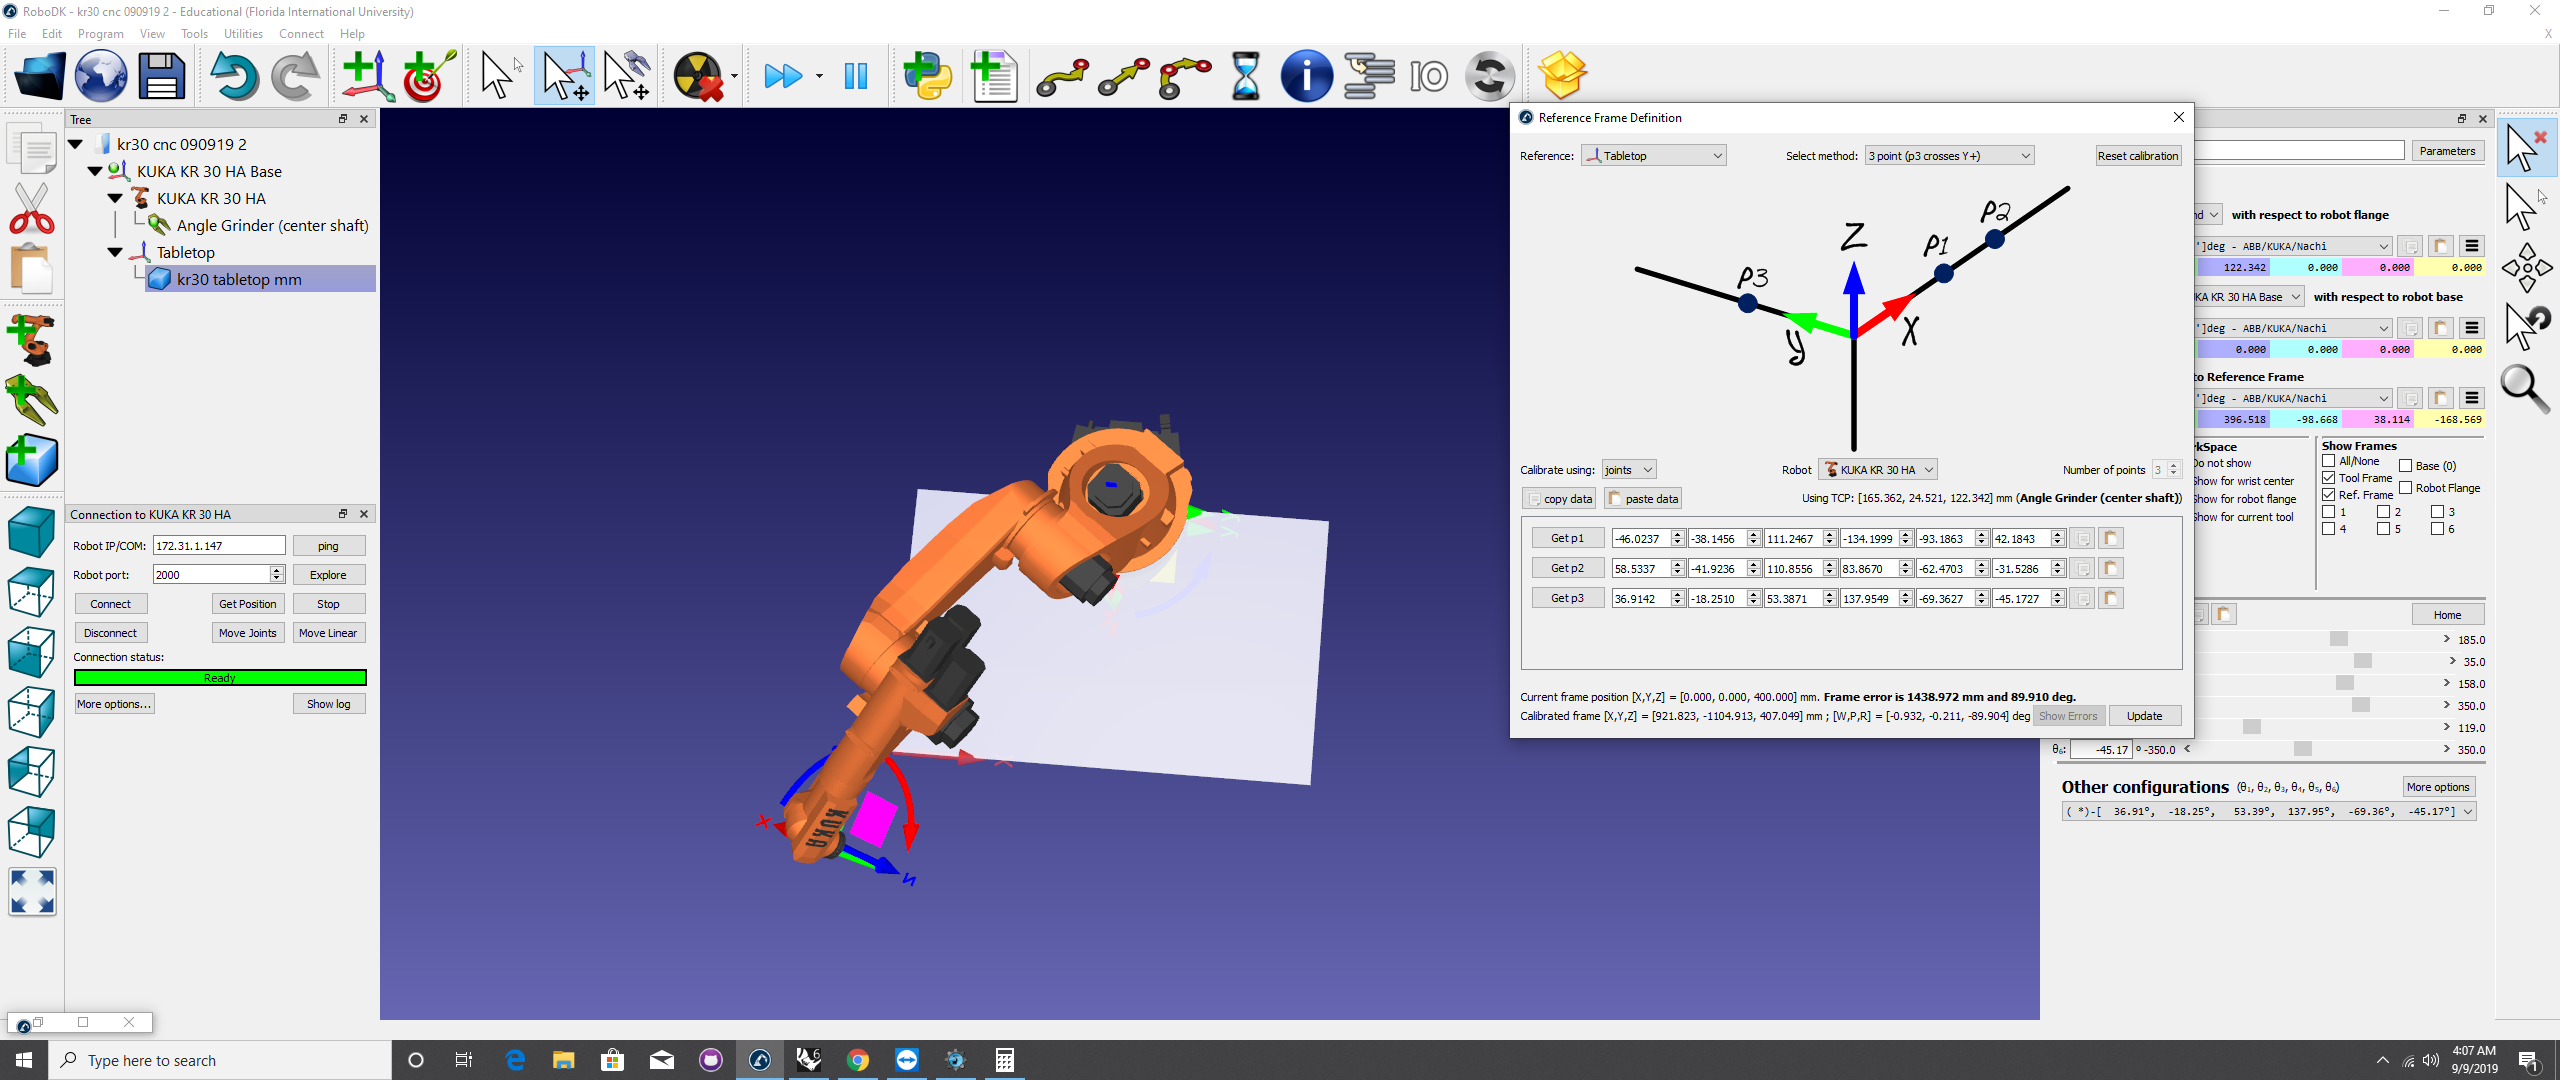 RoboDK - kr30 cnc 090919 2 - Educational (Florida International University)
File Edit Program View Tools Utilities Connect Help
Tree
kr30 cnc 090919 2
KUKA KR 30 HA Base
KUKA KR 30 HA
Angle Grinder (center shaft)
Tabletop
kr30 tabletop mm
Connection to KUKA KR 30 HA
Robot IP/COM: 172.31.1.147 ping
Robot port: 2000 Explore
Connect Get Position Stop
Disconnect Move Joints Move Linear
Connection status:
Ready
More options... Show log
KUKA
Reference Frame Definition
Reference: Tabletop Select method: 3 point (p3 crosses Y+) Reset calibration
Z
P1
P2
P3
y
X
Calibrate using: joints Robot KUKA KR 30 HA Number of points 3
copy data paste data Using TCP: [165.362, 24.521, 122.342] mm (Angle Grinder (center shaft))
Get p1 -46.0237 -38.1456 111.2467 -134.1999 -93.1863 42.1843
Get p2 58.5337 -41.9236 110.8556 83.8670 -62.4703 -31.5286
Get p3 36.9142 -18.2510 53.3871 137.9549 -69.3627 -45.1727
Current frame position [X,Y,Z] = [0.000, 0.000, 400.000] mm. Frame error is 1438.972 mm and 89.910 deg.
Calibrated frame [X,Y,Z] = [921.823, -1104.913, 407.049] mm ; [W,P,R] = [-0.932, -0.211, -89.904] deg Show Errors Update
Parameters
nd with respect to robot flange
']deg - ABB/KUKA/Nachi
122.342 0.000 0.000 0.000
KA KR 30 HA Base with respect to robot base
']deg - ABB/KUKA/Nachi
0.000 0.000 0.000 0.000
to Reference Frame
']deg - ABB/KUKA/Nachi
396.518 -98.668 38.114 -168.569
rkSpace
Do not show
Show for wrist center
Show for robot flange
Show for current tool
Show Frames
All/None Base (0)
Tool Frame
Ref. Frame Robot Flange
1 2 3
4 5 6
Home
> 185.0
> 35.0
> 158.0
> 350.0
> 119.0
θ6: -45.17 º -350.0 < > 350.0
Other configurations (θ1, θ2, θ3, θ4, θ5, θ6) More options
( *)-[ 36.91°, -18.25°, 53.39°, 137.95°, -69.36°, -45.17°]
Type here to search
4:07 AM
9/9/2019